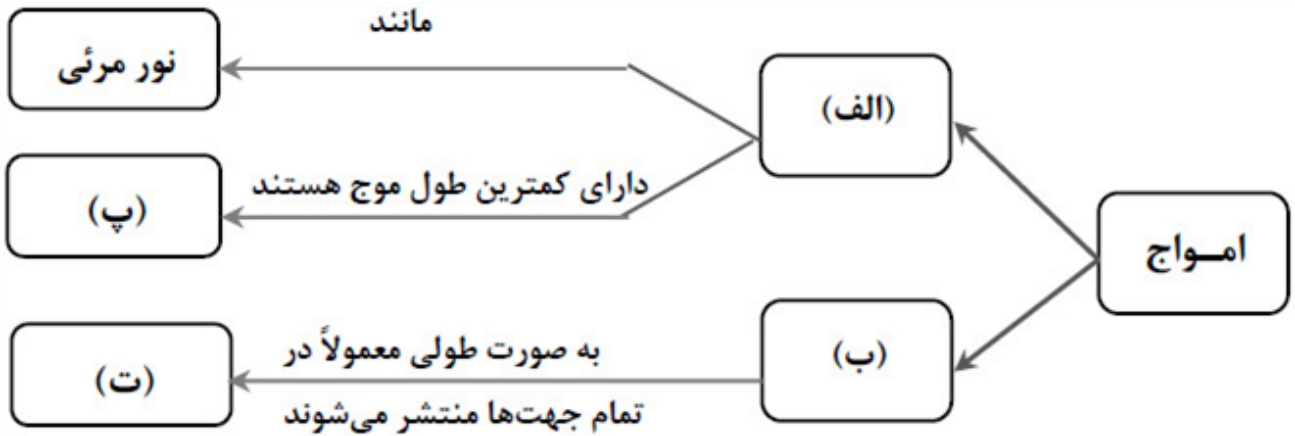 امـــواج
(الف)
مانند
نور مرئی
دارای کمترین طول موج هستند
(پ)
(ب)
به صورت طولی معمولاً در
تمام جهت‌ها منتشر می‌شوند
(ت)